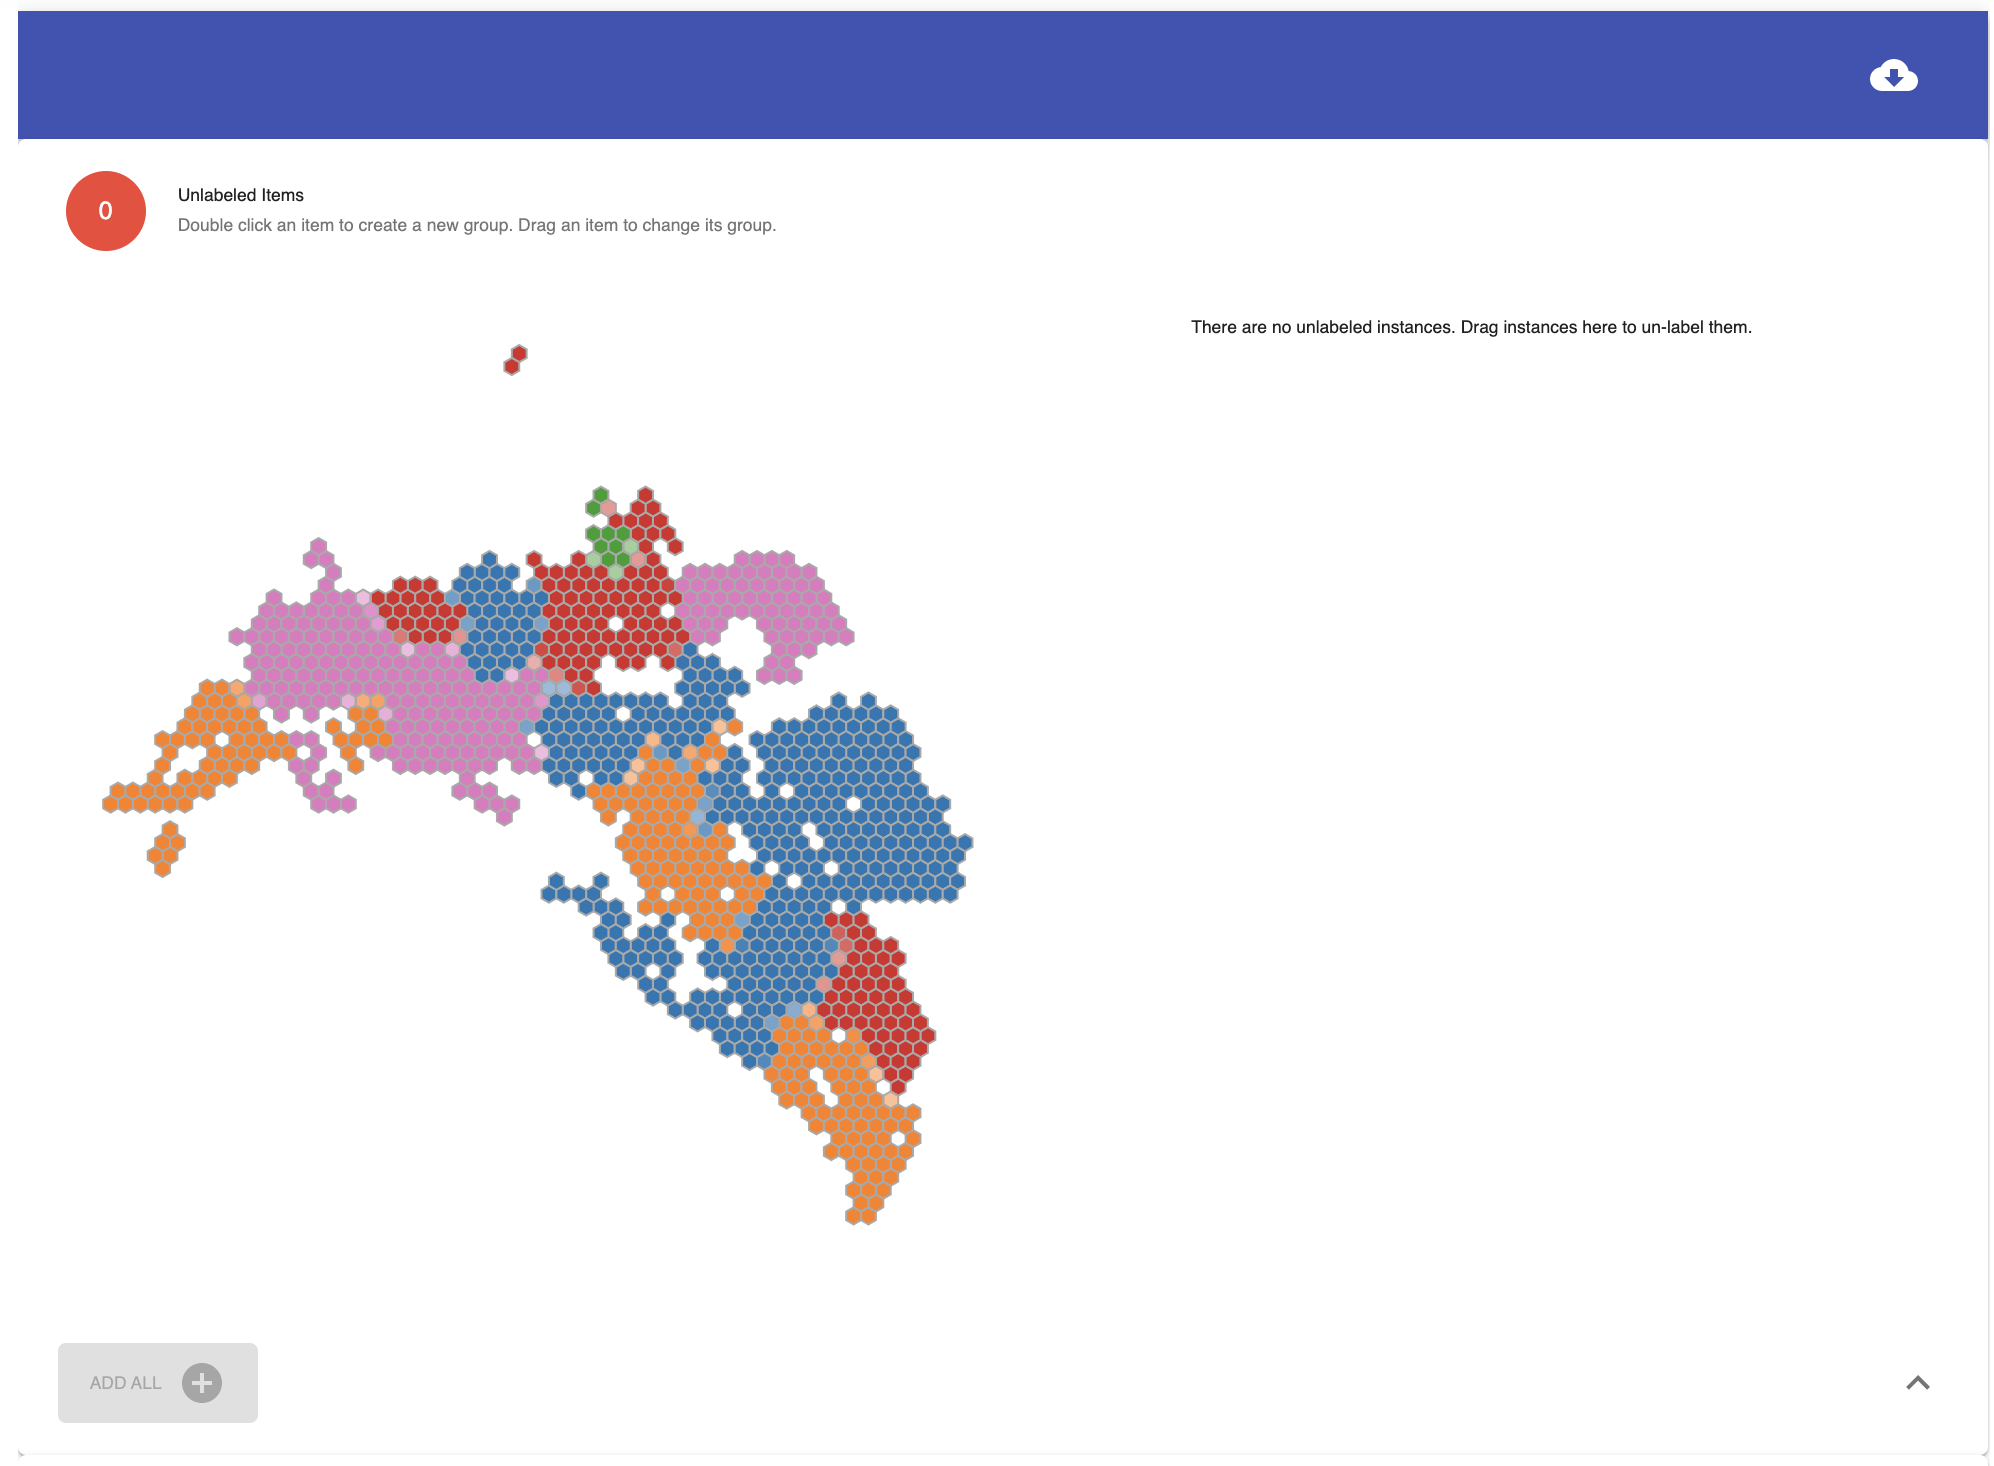 0
Unlabeled Items
Double click an item to create a new group. Drag an item to change its group.
There are no unlabeled instances. Drag instances here to un-label them.
ADD ALL